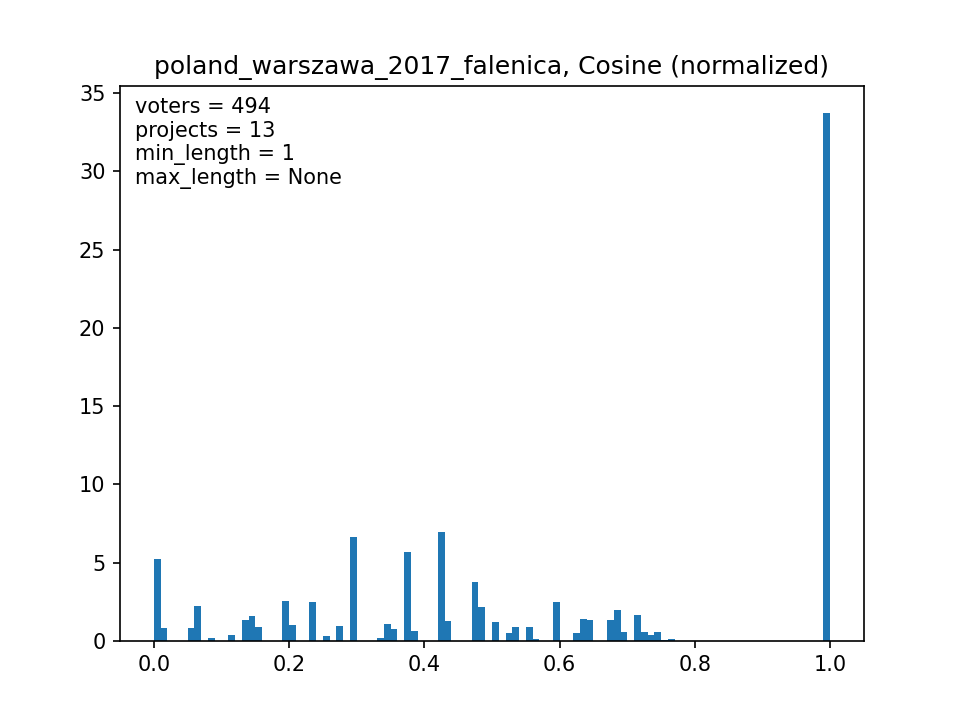 poland_warszawa_2017_falenica, Cosine (normalized)
voters = 494
projects = 13
min_length = 1
max_length = None
35
30
25
20
15
10
5
0
0.0 0.2 0.4 0.6 0.8 1.0